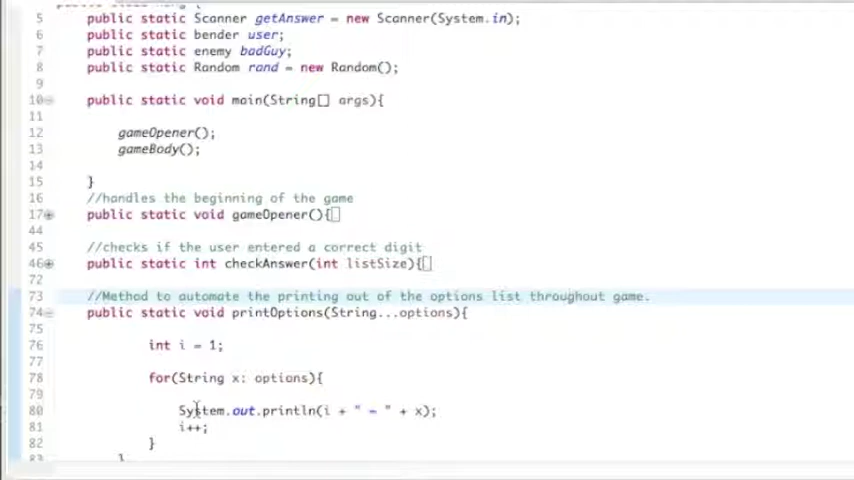 5 public static Scanner getAnswer = new Scanner(System.in);
6 public static bender user;
7 public static enemy badGuy;
8 public static Random rand = new Random();
9
10 public static void main(String[] args){
11
12 gameOpener();
13 gameBody();
14
15 }
16 //handles the beginning of the game
17 public static void gameOpener(){
44
45 //checks if the user entered a correct digit
46 public static int checkAnswer(int listSize){
72
73 //Method to automate the printing out of the options list throughout game.
74 public static void printOptions(String...options){
75
76 int i = 1;
77
78 for(String x: options){
79
80 System.out.println(i + " - " + x);
81 i++;
82 }
83 }